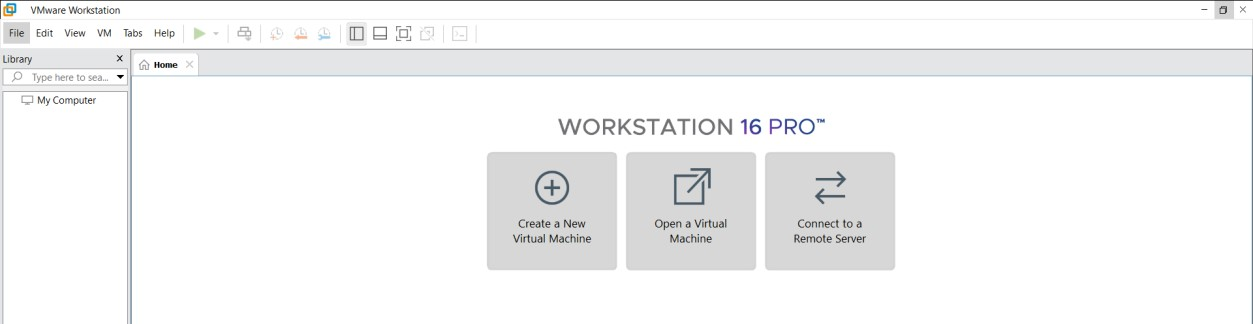 VMware Workstation
File Edit View VM Tabs Help
Library X
Home
Type here to sea...
My Computer
WORKSTATION 16 PRO™
Create a New
Virtual Machine
Open a Virtual
Machine
Connect to a
Remote Server